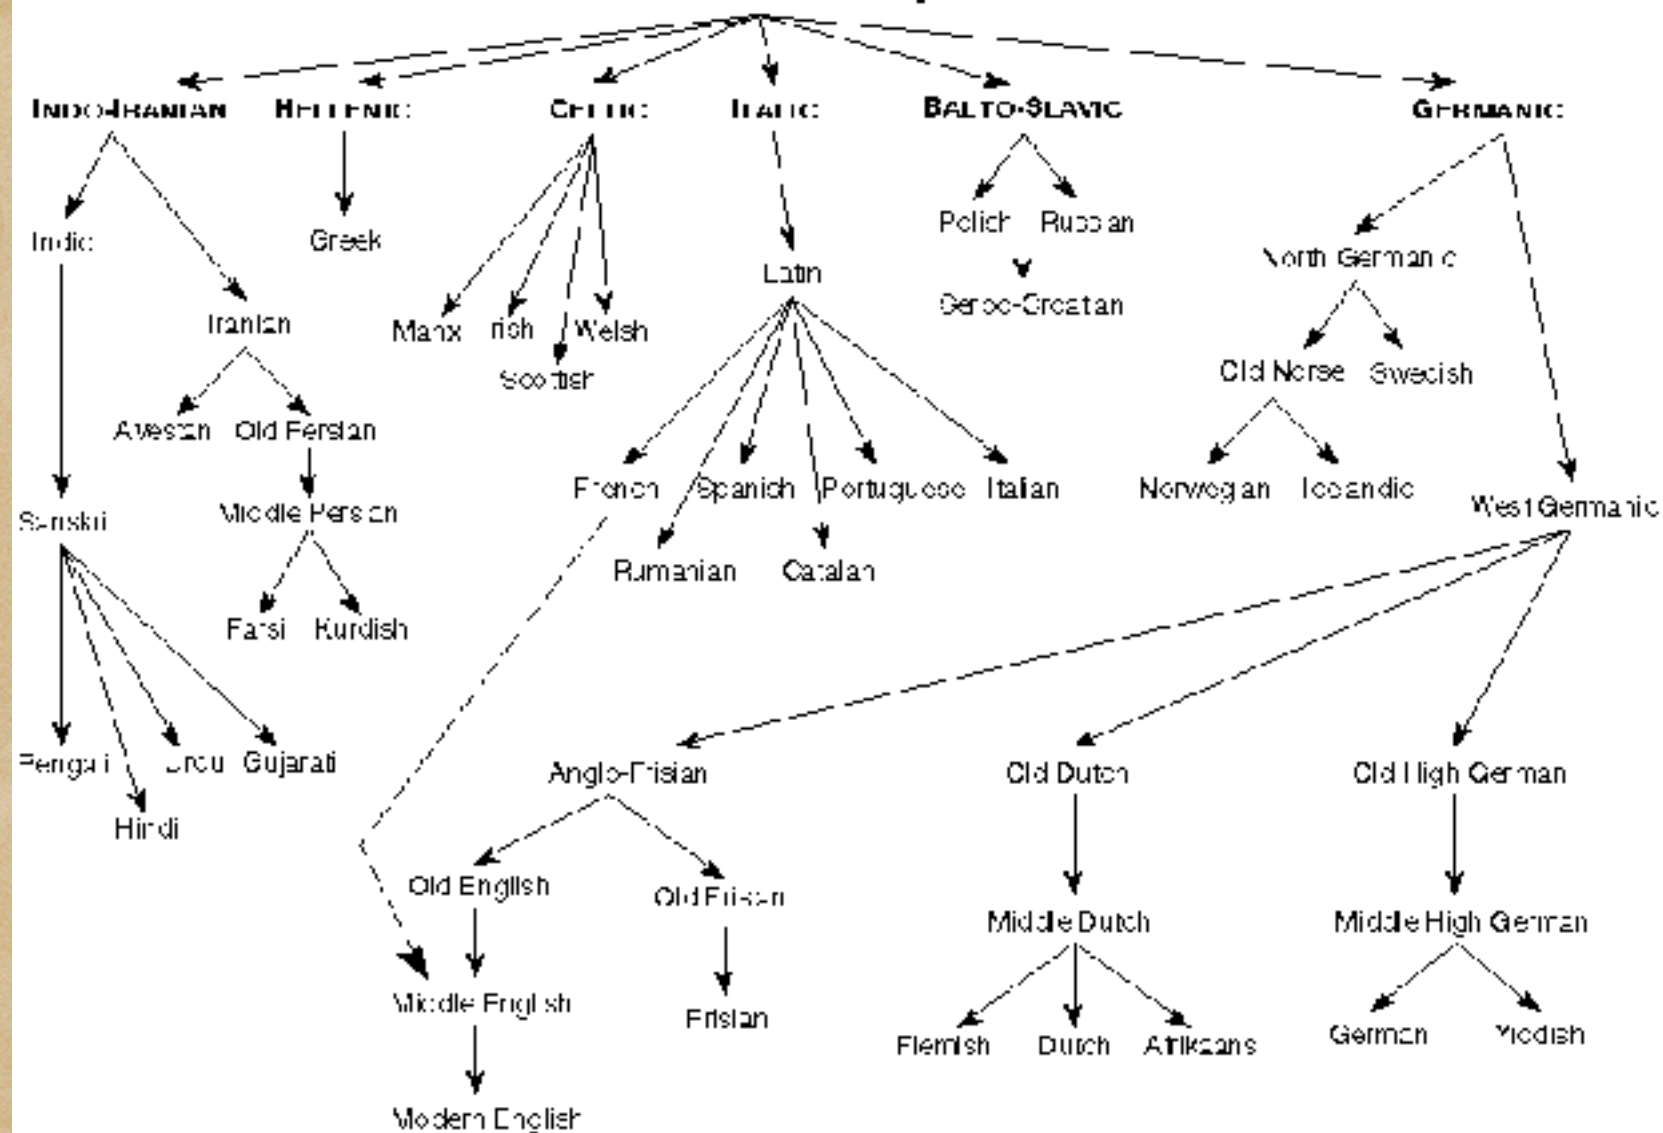 INDO-IRANIAN
HELLENIC
CELTIC
ITALIC
BALTO-SLAVIC
GERMANIC
Polish
Russian
Indic
Greek
North Germanic
Latin
Serbo-Croatian
Iranian
Manx
Irish
Welsh
Scottish
Old Norse
Swedish
Avestan
Old Persian
French
Spanish
Portuguese
Italian
Norwegian
Icelandic
West Germanic
Sanskrit
Middle Persian
Rumanian
Catalan
Farsi
Kurdish
Bengali
Urdu
Gujarati
Anglo-Frisian
Old Dutch
Old High German
Hindi
Old English
Old Frisian
Middle Dutch
Middle High German
Middle English
Frisian
Flemish
Dutch
Afrikaans
German
Yiddish
Modern English